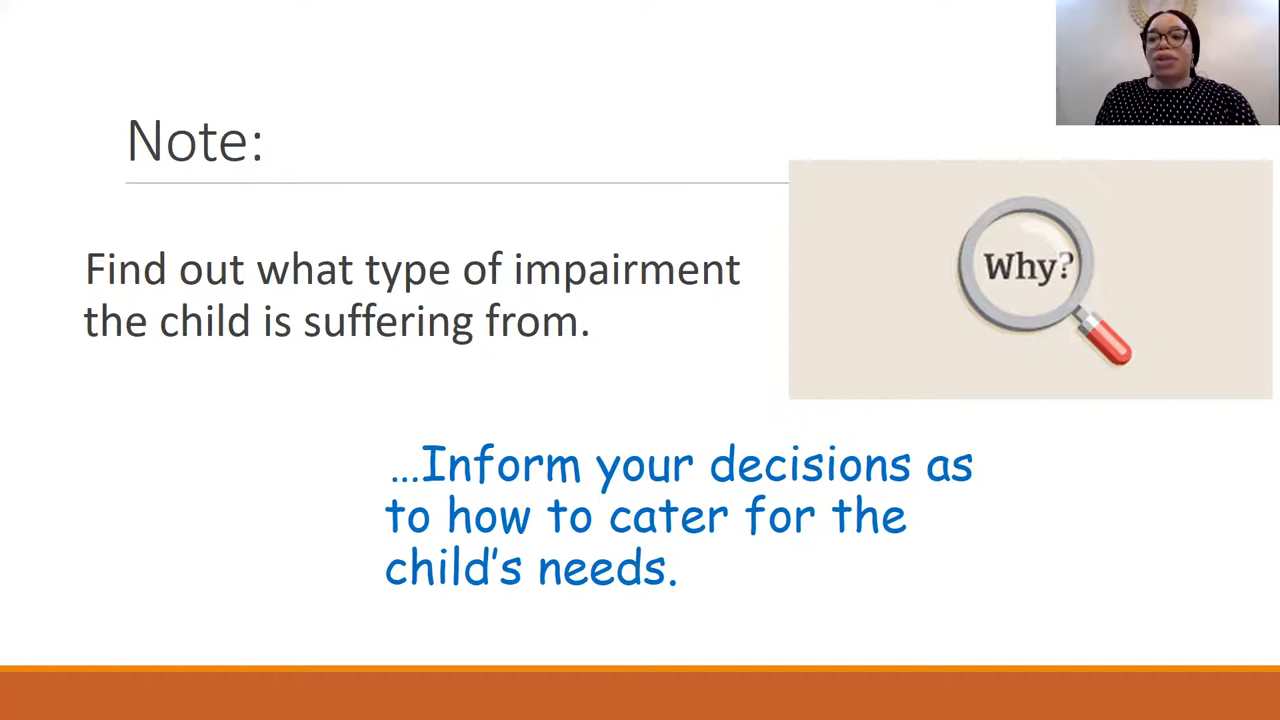 Note:
Find out what type of impairment
the child is suffering from.
Why?
...Inform your decisions as
to how to cater for the
child's needs.